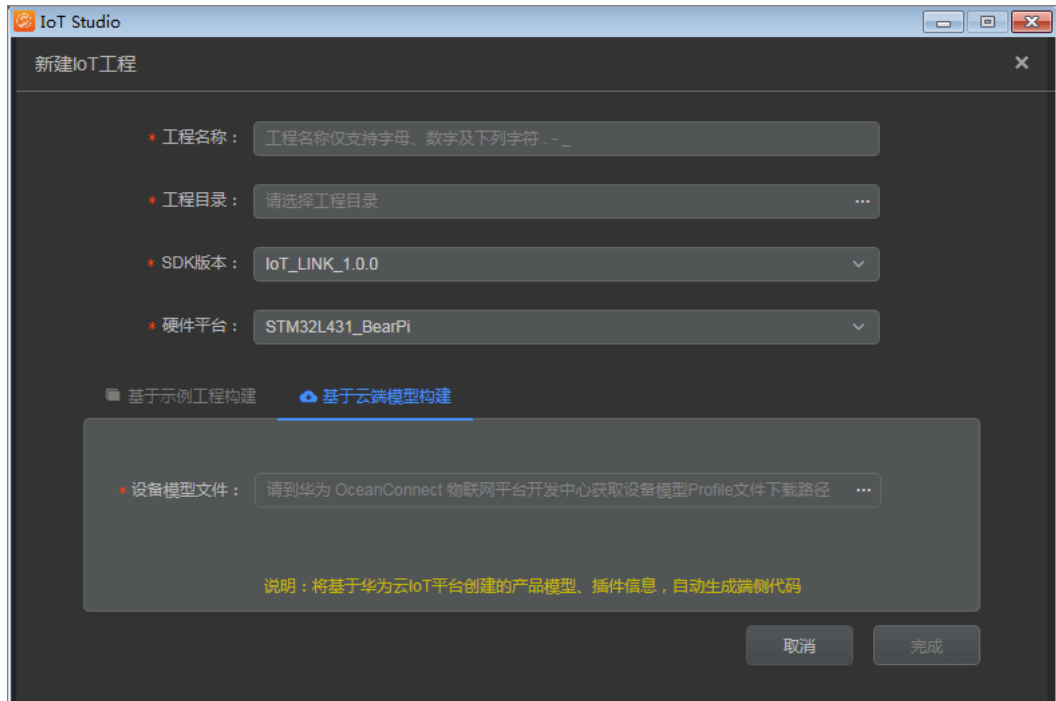 IoT Studio
新建IoT工程
* 工程名称： 工程名称仅支持字母、数字及下列字符 . - _
* 工程目录： 请选择工程目录 ...
* SDK版本： IoT_LINK_1.0.0
* 硬件平台： STM32L431_BearPi
基于示例工程构建 基于云端模型构建
* 设备模型文件： 请到华为 OceanConnect 物联网平台开发中心获取设备模型Profile文件下载路径 ...
说明：将基于华为云IoT平台创建的产品模型、插件信息，自动生成端侧代码
取消 完成